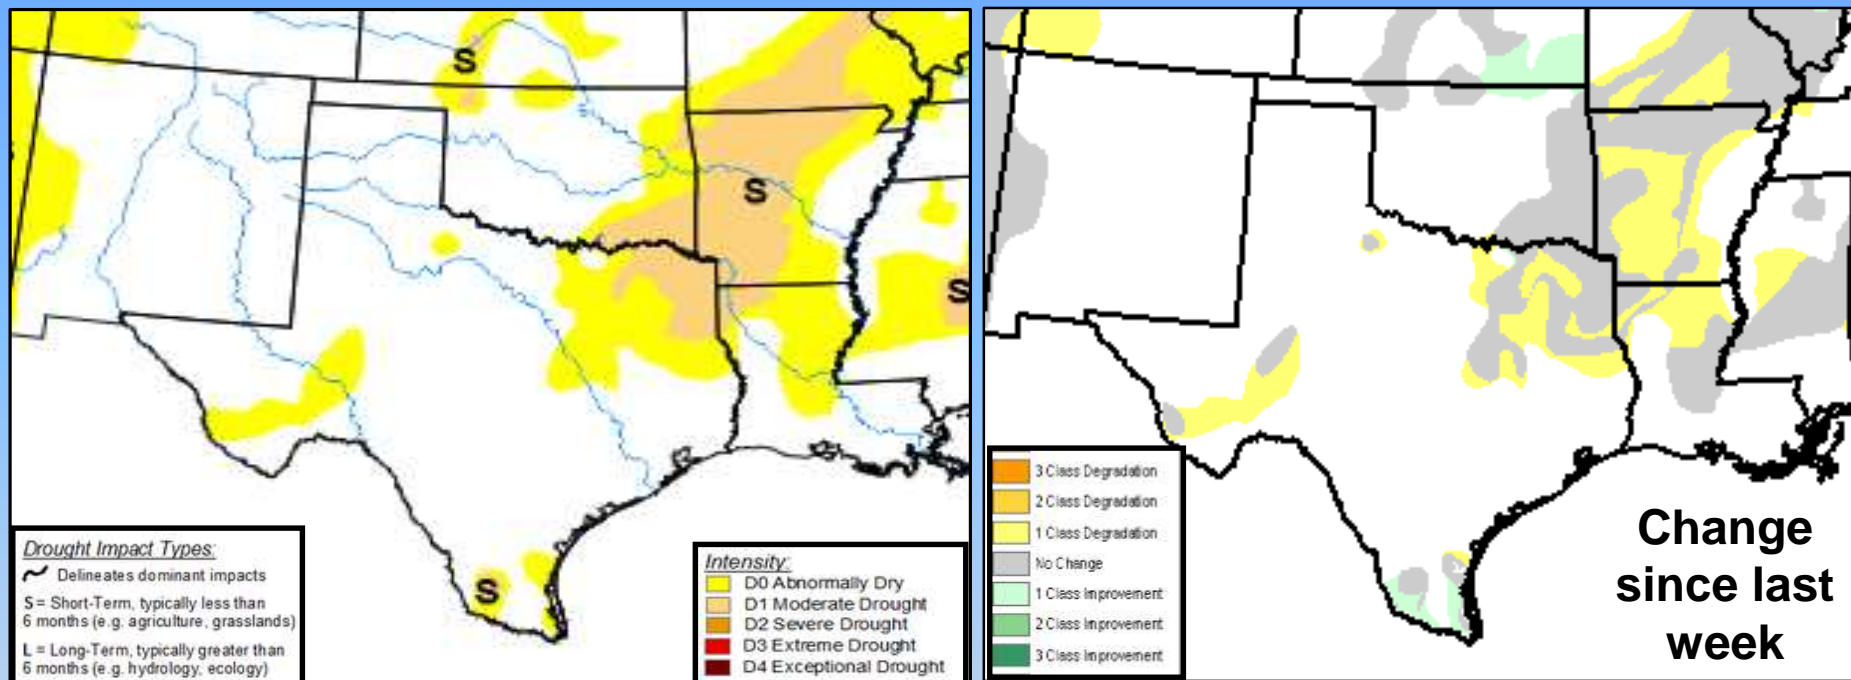 S
S
S
S
Drought Impact Types:
Delineates dominant impacts
S = Short-Term, typically less than
6 months (e.g. agriculture, grasslands)
L = Long-Term, typically greater than
6 months (e.g. hydrology, ecology)
Intensity:
D0 Abnormally Dry
D1 Moderate Drought
D2 Severe Drought
D3 Extreme Drought
D4 Exceptional Drought
3 Class Degradation
2 Class Degradation
1 Class Degradation
No Change
1 Class Improvement
2 Class Improvement
3 Class Improvement
Change
since last
week